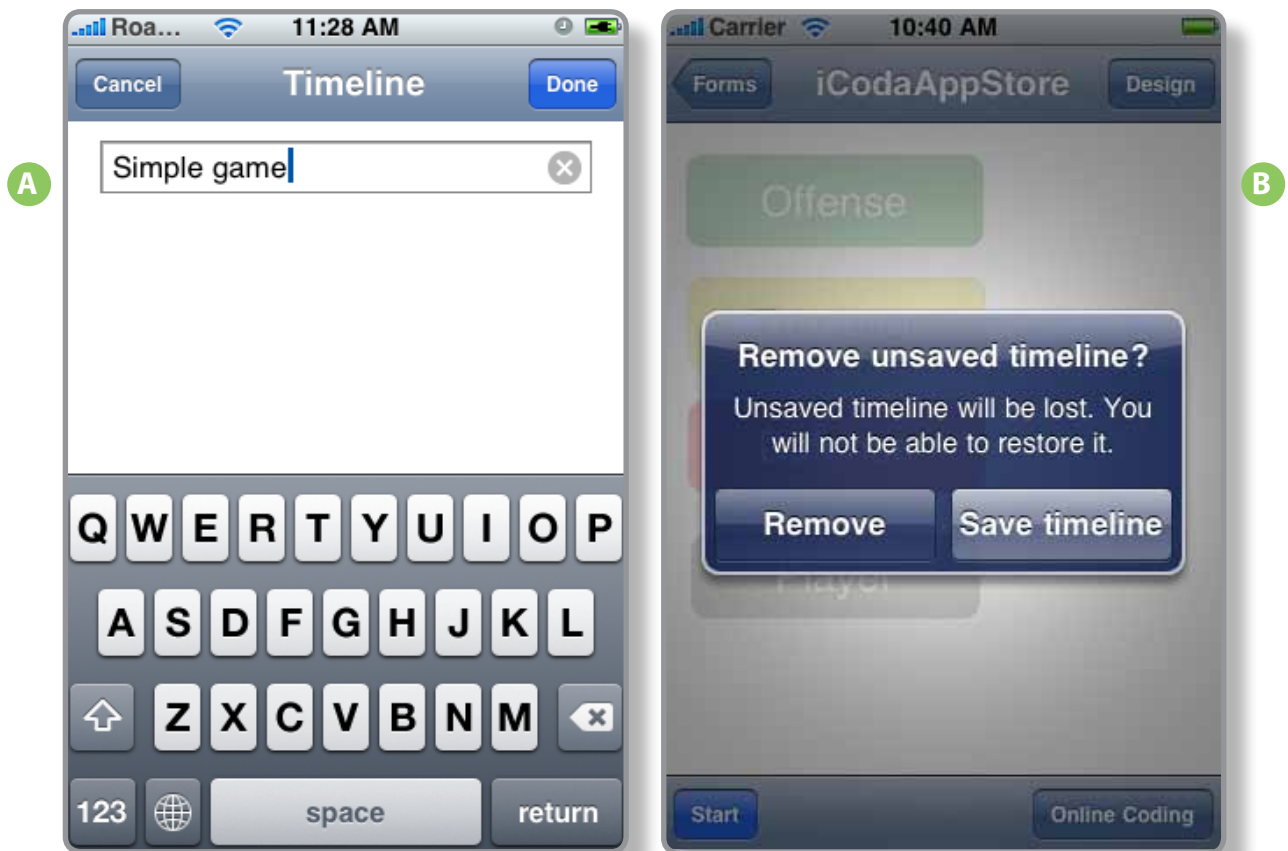 Roa... 11:28 AM
Cancel Timeline Done
Simple game
A
Q W E R T Y U I O P
A S D F G H J K L
Z X C V B N M
123 space return
Carrier 10:40 AM
Forms iCodaAppStore Design
B
Offense
Remove unsaved timeline?
Unsaved timeline will be lost. You
will not be able to restore it.
Remove Save timeline
Player
Start Online Coding